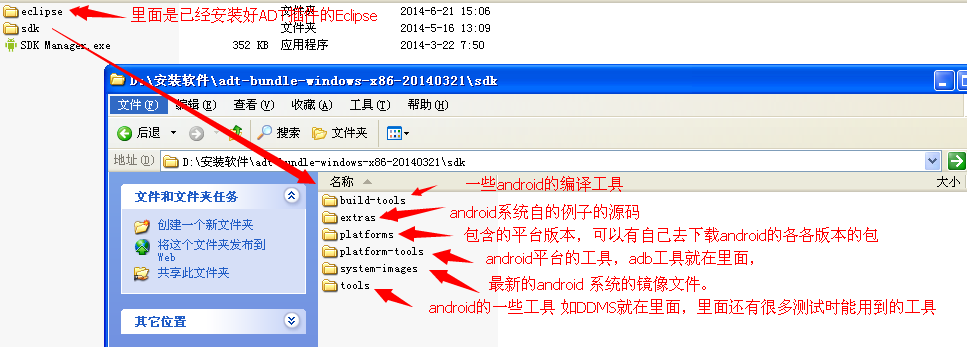 eclipse 里面是已经安装好ADT插件的Eclipse 文件夹 2014-6-21 15:06
sdk 文件夹 2014-5-16 13:09
SDK Manager.exe 352 KB 应用程序 2014-3-22 7:50
D:\安装软件\adt-bundle-windows-x86-20140321\sdk
文件(F) 编辑(E) 查看(V) 收藏(A) 工具(T) 帮助(H)
后退 搜索 文件夹
地址(D) D:\安装软件\adt-bundle-windows-x86-20140321\sdk
文件和文件夹任务
创建一个新文件夹
将这个文件夹发布到
Web
共享此文件夹
其它位置
名称 大小
build-tools 一些android的编译工具
extras android系统自的例子的源码
platforms 包含的平台版本，可以有自己去下载android的各各版本的包
platform-tools android平台的工具，adb工具就在里面，
system-images 最新的android 系统的镜像文件。
tools android的一些工具 如DDMS就在里面，里面还有很多测试时能用到的工具